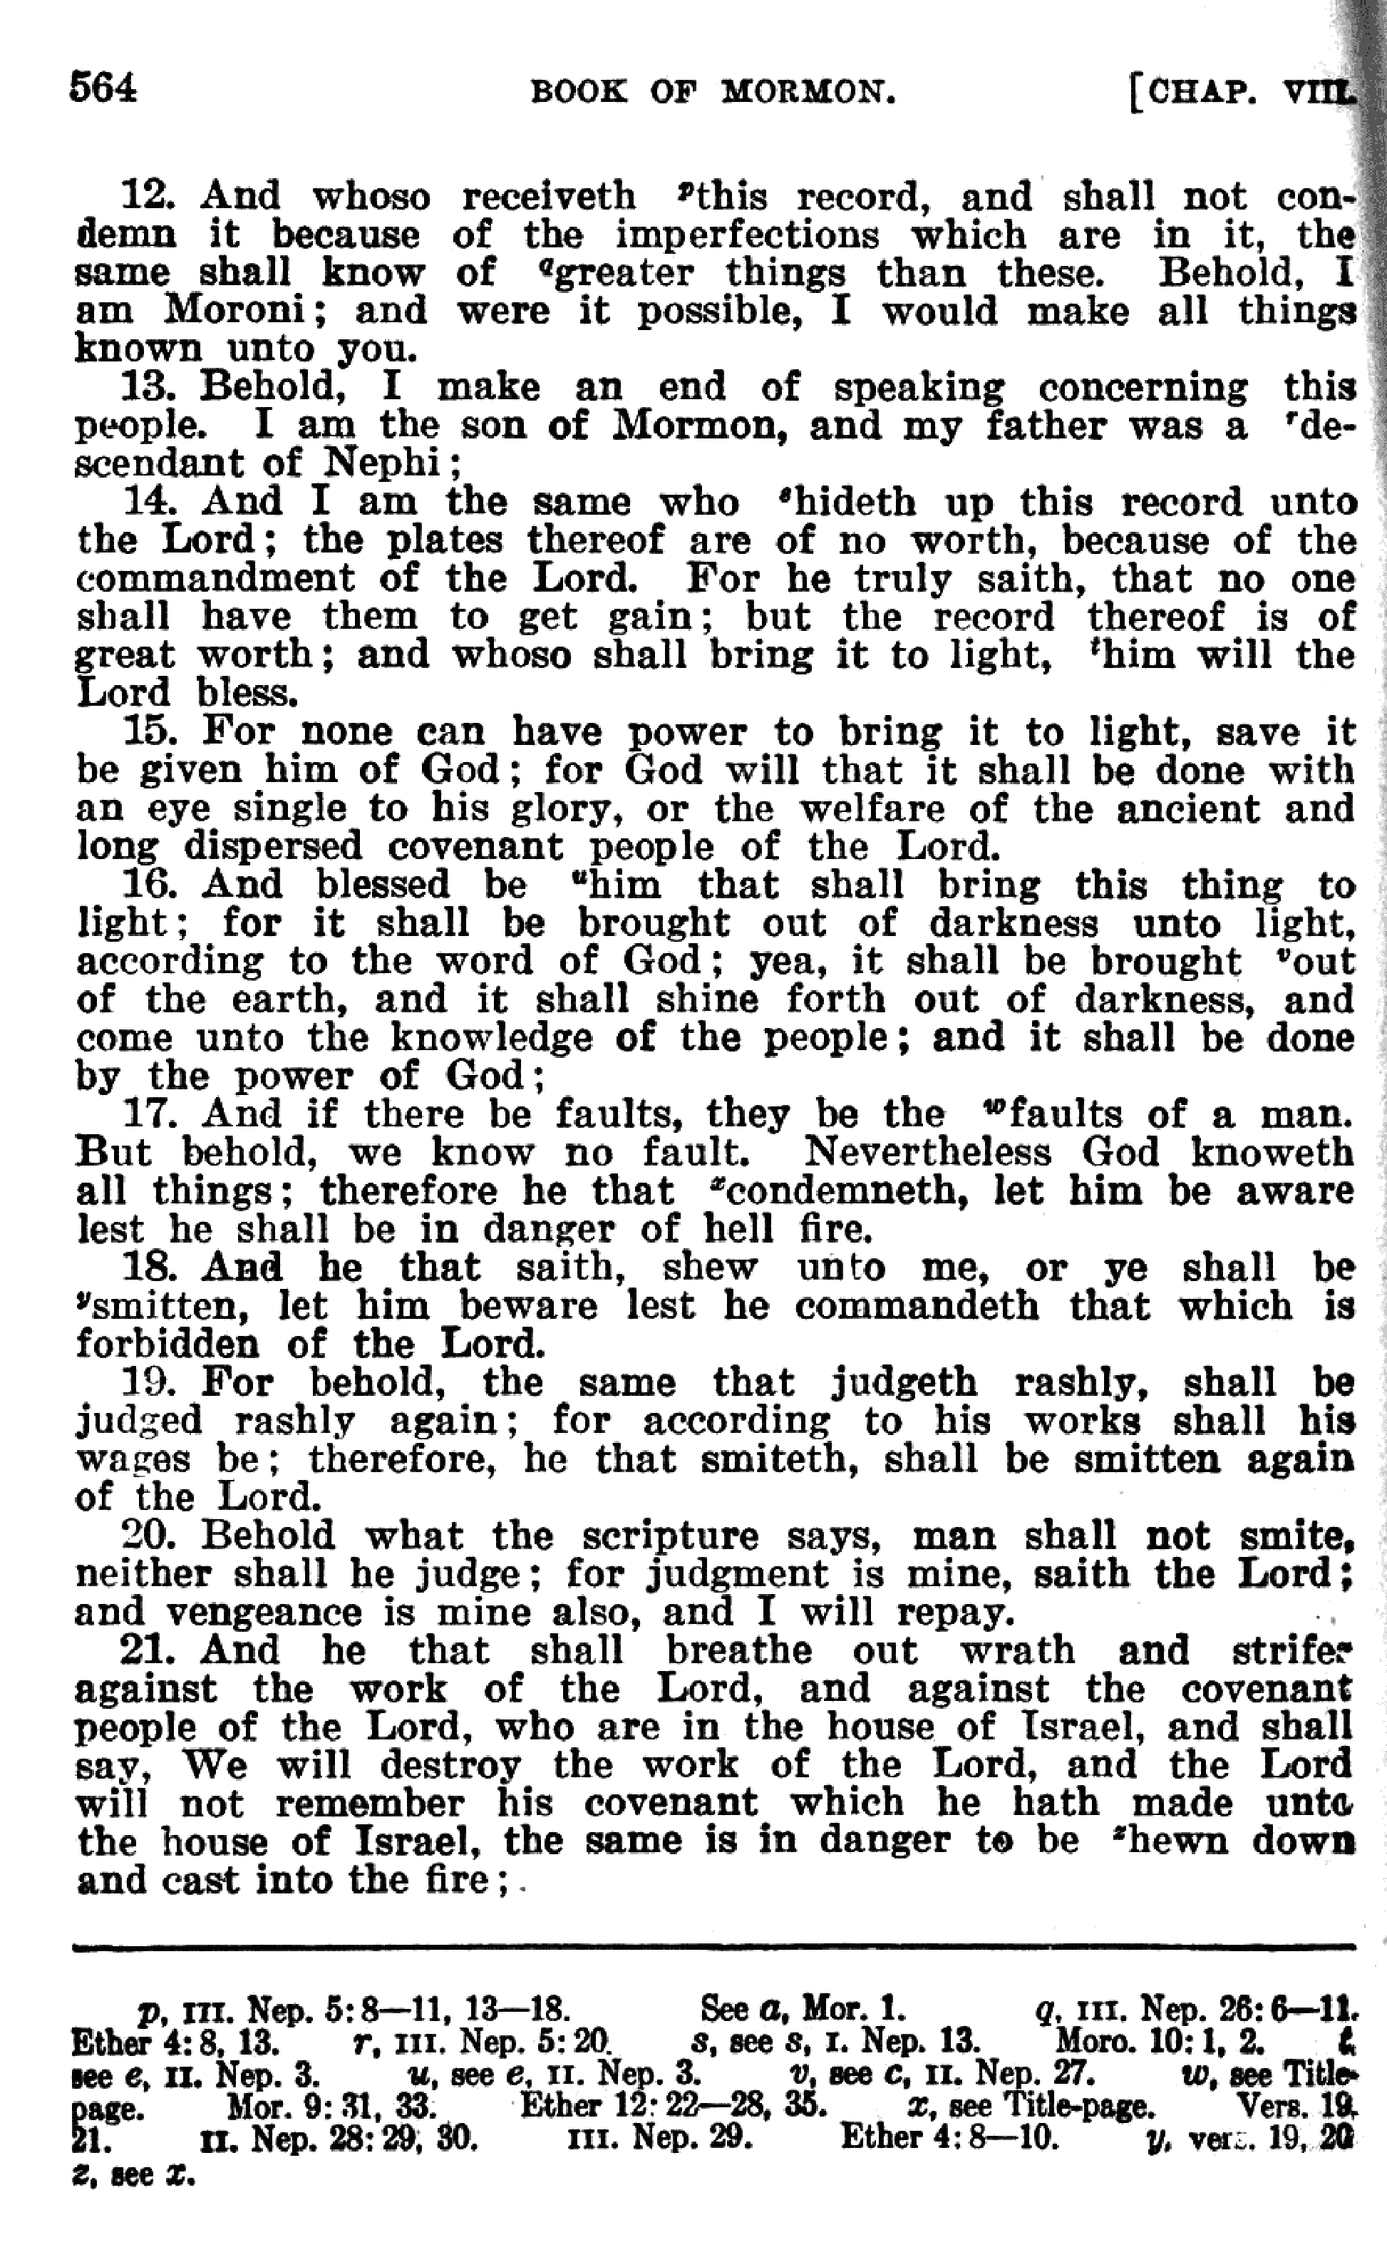 564 BOOK OF MORMON. [CHAP. VIII.
12. And whoso receiveth pthis record, and shall not con-
demn it because of the imperfections which are in it, the
same shall know of qgreater things than these. Behold, I
am Moroni; and were it possible, I would make all things
known unto you.
13. Behold, I make an end of speaking concerning this
people. I am the son of Mormon, and my father was a rde-
scendant of Nephi;
14. And I am the same who shideth up this record unto
the Lord; the plates thereof are of no worth, because of the
commandment of the Lord. For he truly saith, that no one
shall have them to get gain; but the record thereof is of
great worth; and whoso shall bring it to light, thim will the
Lord bless.
15. For none can have power to bring it to light, save it
be given him of God; for God will that it shall be done with
an eye single to his glory, or the welfare of the ancient and
long dispersed covenant people of the Lord.
16. And blessed be uhim that shall bring this thing to
light; for it shall be brought out of darkness unto light,
according to the word of God; yea, it shall be brought vout
of the earth, and it shall shine forth out of darkness, and
come unto the knowledge of the people; and it shall be done
by the power of God;
17. And if there be faults, they be the wfaults of a man.
But behold, we know no fault. Nevertheless God knoweth
all things; therefore he that xcondemneth, let him be aware
lest he shall be in danger of hell fire.
18. And he that saith, shew unto me, or ye shall be
ysmitten, let him beware lest he commandeth that which is
forbidden of the Lord.
19. For behold, the same that judgeth rashly, shall be
judged rashly again; for according to his works shall his
wages be; therefore, he that smiteth, shall be smitten again
of the Lord.
20. Behold what the scripture says, man shall not smite,
neither shall he judge; for judgment is mine, saith the Lord;
and vengeance is mine also, and I will repay.
21. And he that shall breathe out wrath and strifes
against the work of the Lord, and against the covenant
people of the Lord, who are in the house of Israel, and shall
say, We will destroy the work of the Lord, and the Lord
will not remember his covenant which he hath made unto
the house of Israel, the same is in danger to be zhewn down
and cast into the fire;
p, III. Nep. 5:8—11, 13—18. See a, Mor. 1. q, III. Nep. 26:6—11.
Ether 4:8, 13. r, III. Nep. 5:20. s, see s, I. Nep. 13. Moro. 10:1, 2. t,
see e, II. Nep. 3. u, see e, II. Nep. 3. v, see c, II. Nep. 27. w, see Title-
page. Mor. 9:31, 33. Ether 12:22—28, 35. x, see Title-page. Vers. 19,
21. II. Nep. 28:29, 30. III. Nep. 29. Ether 4:8—10. y, vers. 19, 20
z, see x.